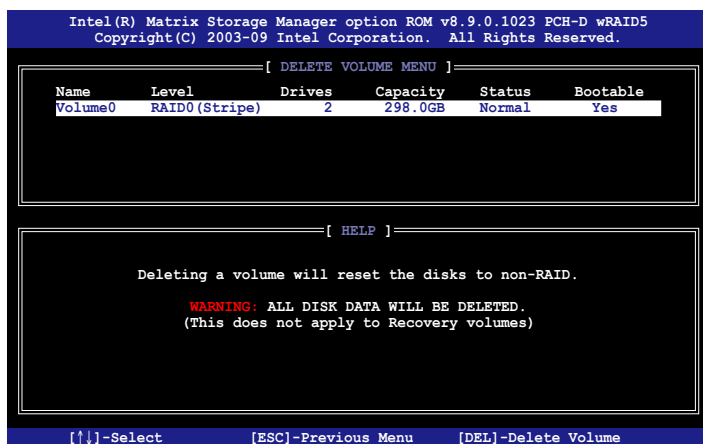 Intel(R) Matrix Storage Manager option ROM v8.9.0.1023 PCH-D wRAID5
Copyright(C) 2003-09 Intel Corporation. All Rights Reserved.
[ DELETE VOLUME MENU ]
Name Level Drives Capacity Status Bootable
Volume0 RAID0(Stripe) 2 298.0GB Normal Yes
[ HELP ]
Deleting a volume will reset the disks to non-RAID.
WARNING: ALL DISK DATA WILL BE DELETED.
(This does not apply to Recovery volumes)
[↑↓]-Select [ESC]-Previous Menu [DEL]-Delete Volume